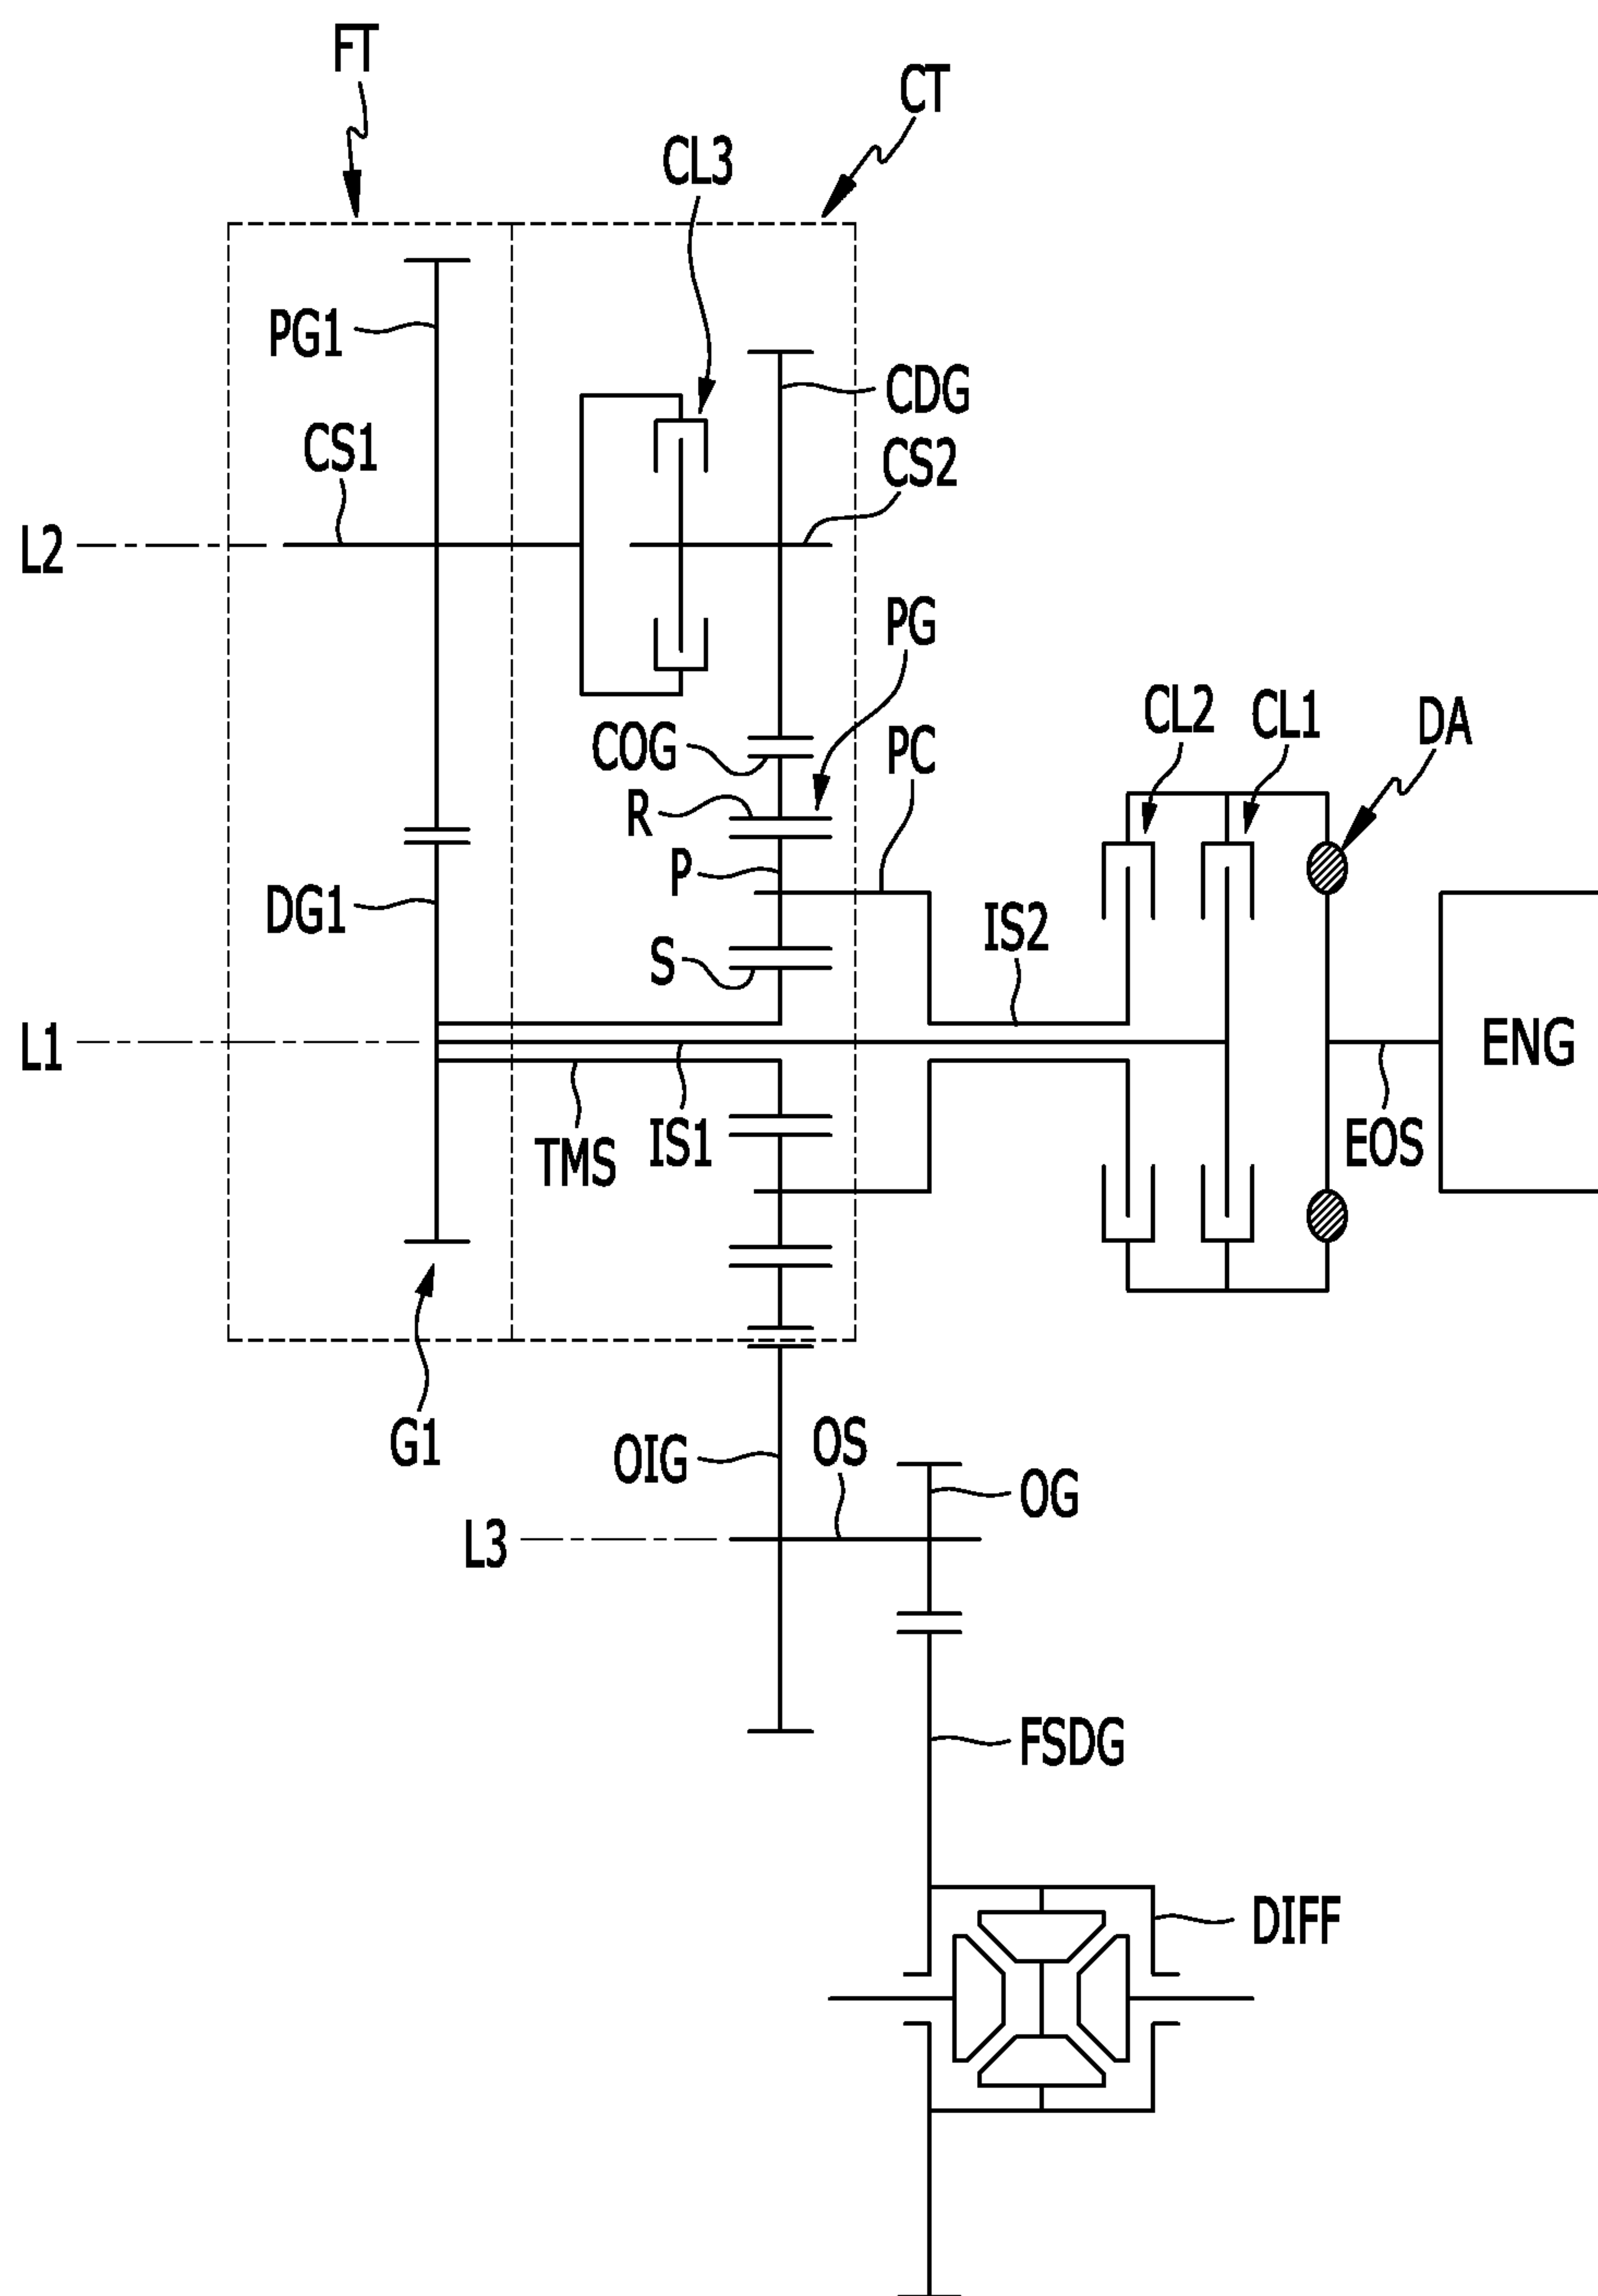 FT
CT
CL3
PG1
CDG
CS1
CS2
L2
PG
CL2
CL1
DA
COG
PC
R
P
DG1
IS2
S
L1
ENG
TMS
IS1
EOS
G1
OIG
OS
OG
L3
FSDG
DIFF